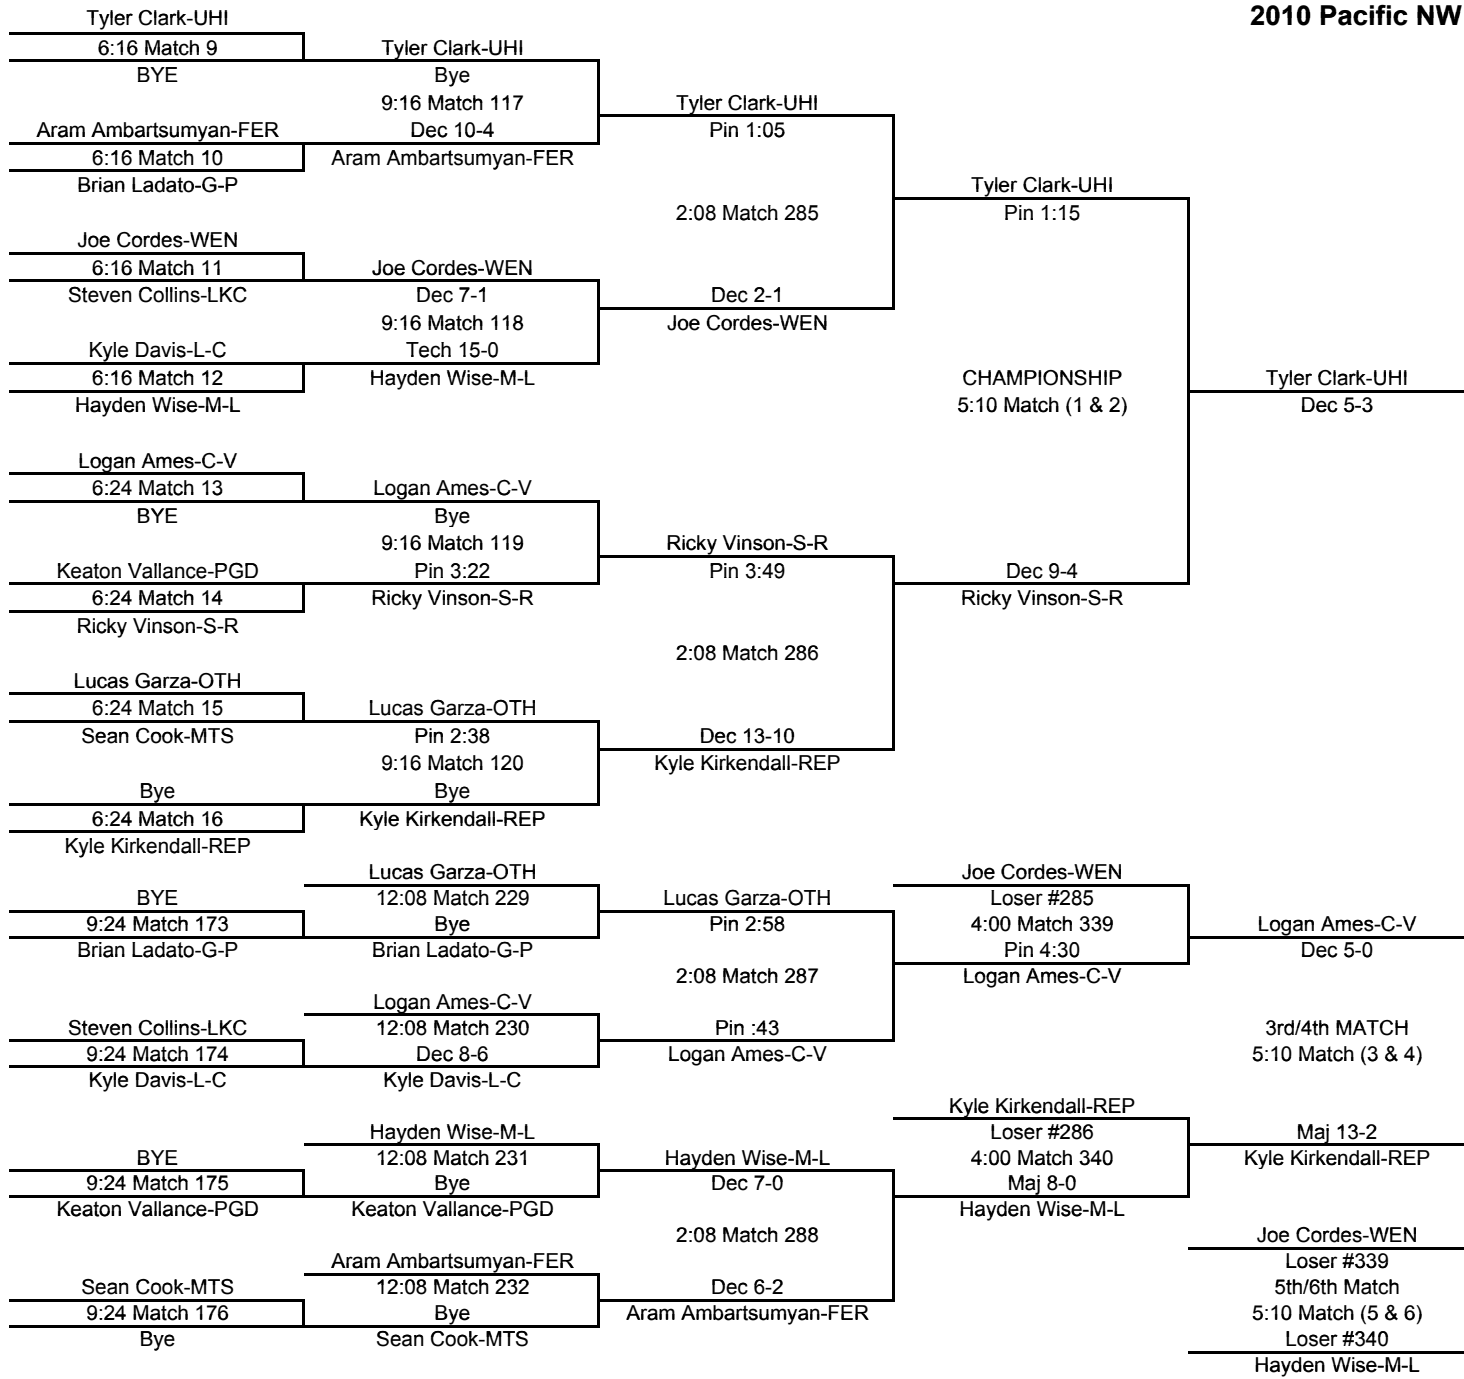 2010 Pacific NW
Tyler Clark-UHI
6:16 Match 9
Tyler Clark-UHI
BYE
Bye
9:16 Match 117
Tyler Clark-UHI
Aram Ambartsumyan-FER
Dec 10-4
Pin 1:05
6:16 Match 10
Aram Ambartsumyan-FER
Brian Ladato-G-P
Tyler Clark-UHI
2:08 Match 285
Pin 1:15
Joe Cordes-WEN
6:16 Match 11
Joe Cordes-WEN
Steven Collins-LKC
Dec 7-1
Dec 2-1
9:16 Match 118
Joe Cordes-WEN
Kyle Davis-L-C
Tech 15-0
6:16 Match 12
Hayden Wise-M-L
CHAMPIONSHIP
Tyler Clark-UHI
Hayden Wise-M-L
5:10 Match (1 & 2)
Dec 5-3
Logan Ames-C-V
6:24 Match 13
Logan Ames-C-V
BYE
Bye
9:16 Match 119
Ricky Vinson-S-R
Keaton Vallance-PGD
Pin 3:22
Pin 3:49
Dec 9-4
6:24 Match 14
Ricky Vinson-S-R
Ricky Vinson-S-R
Ricky Vinson-S-R
2:08 Match 286
Lucas Garza-OTH
6:24 Match 15
Lucas Garza-OTH
Sean Cook-MTS
Pin 2:38
Dec 13-10
9:16 Match 120
Kyle Kirkendall-REP
Bye
Bye
6:24 Match 16
Kyle Kirkendall-REP
Kyle Kirkendall-REP
Lucas Garza-OTH
Joe Cordes-WEN
BYE
12:08 Match 229
Lucas Garza-OTH
Loser #285
9:24 Match 173
Bye
Pin 2:58
4:00 Match 339
Logan Ames-C-V
Brian Ladato-G-P
Brian Ladato-G-P
Pin 4:30
Dec 5-0
2:08 Match 287
Logan Ames-C-V
Logan Ames-C-V
Steven Collins-LKC
12:08 Match 230
Pin :43
3rd/4th MATCH
9:24 Match 174
Dec 8-6
Logan Ames-C-V
5:10 Match (3 & 4)
Kyle Davis-L-C
Kyle Davis-L-C
Kyle Kirkendall-REP
Hayden Wise-M-L
Loser #286
Maj 13-2
BYE
12:08 Match 231
Hayden Wise-M-L
4:00 Match 340
Kyle Kirkendall-REP
9:24 Match 175
Bye
Dec 7-0
Maj 8-0
Keaton Vallance-PGD
Keaton Vallance-PGD
Hayden Wise-M-L
2:08 Match 288
Joe Cordes-WEN
Aram Ambartsumyan-FER
Loser #339
Sean Cook-MTS
12:08 Match 232
Dec 6-2
5th/6th Match
9:24 Match 176
Bye
Aram Ambartsumyan-FER
5:10 Match (5 & 6)
Bye
Sean Cook-MTS
Loser #340
Hayden Wise-M-L